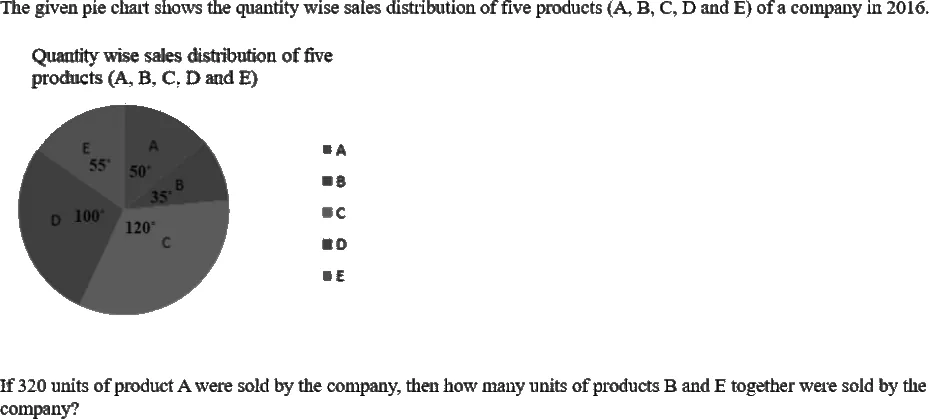 The given pie chart shows the quantity wise sales distribution of five products (A, B, C, D and E) of a company in 2016.
Quantity wise sales distribution of five
products (A, B, C, D and E)
E
55°
A
50°
B
35°
D 100°
120°
C
A
B
C
D
E
If 320 units of product A were sold by the company, then how many units of products B and E together were sold by the
company?